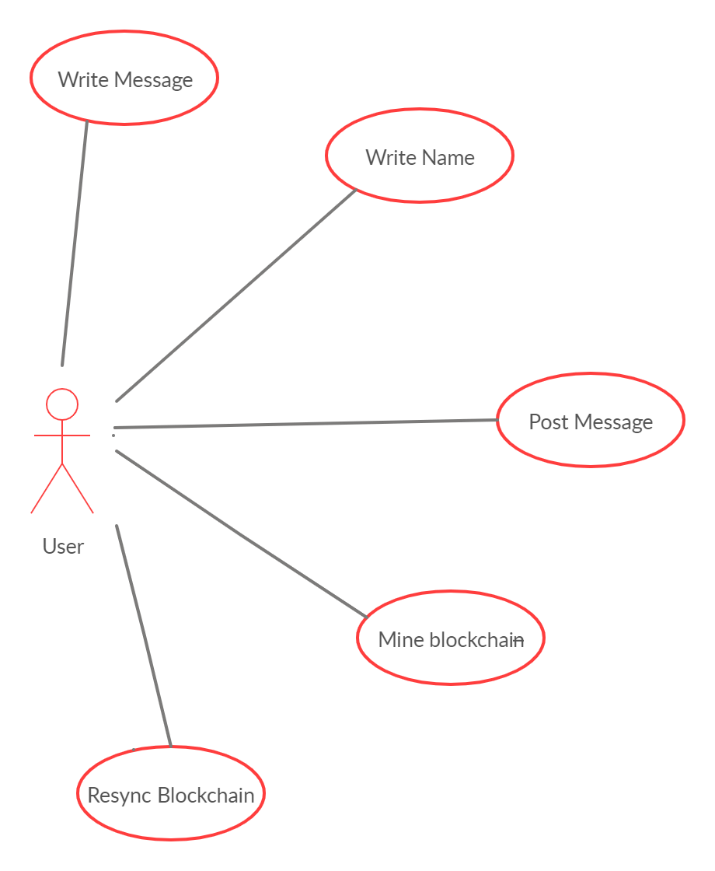 Write Message
Write Name
Post Message
User
Mine blockchain
Resync Blockchain